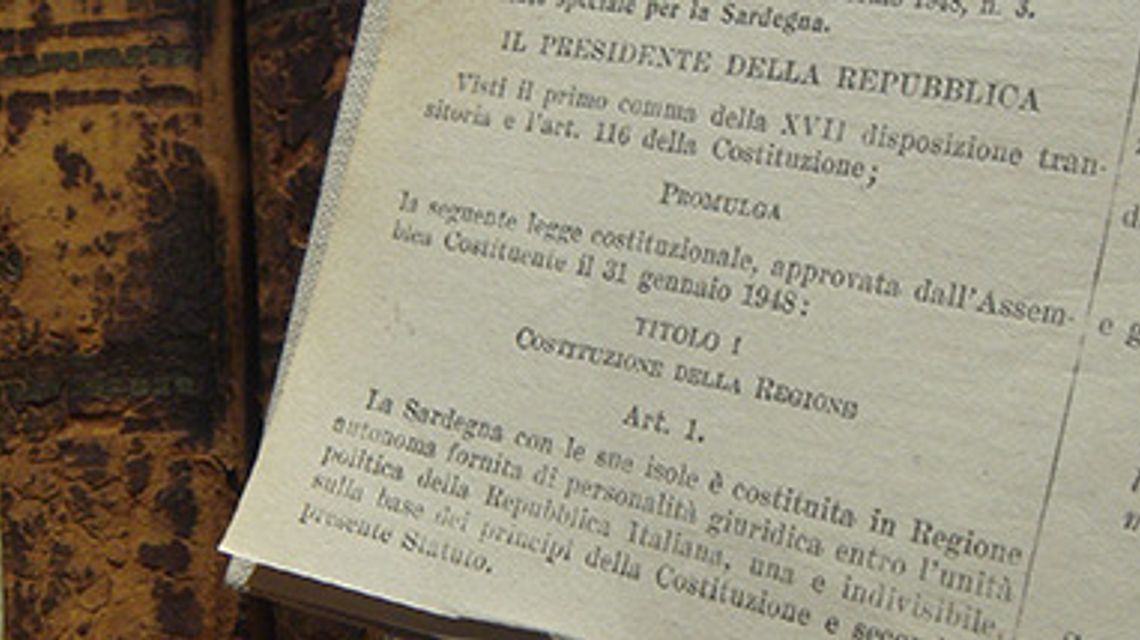 speciale per la Sardegna.
1948, n. 3.
IL PRESIDENTE DELLA REPUBBLICA
Visti il primo comma della XVII disposizione tran-
sitoria e l'art. 116 della Costituzione;
PROMULGA
la seguente legge costituzionale, approvata dall'Assem-
blea Costituente il 31 gennaio 1948:
TITOLO I
COSTITUZIONE DELLA REGIONE
Art. 1.
La Sardegna con le sue isole è costituita in Regione
autonoma fornita di personalità giuridica entro l'unità
politica della Repubblica Italiana, una e indivisibile,
sulla base dei principi della Costituzione e
presente Statuto.